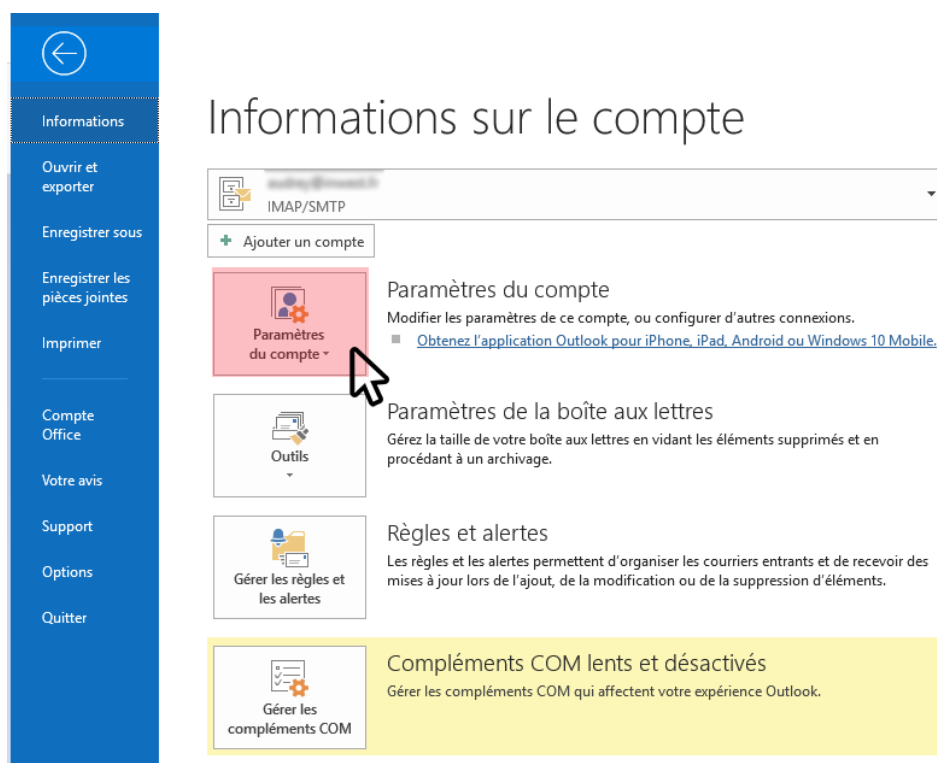 Informations
Ouvrir et
exporter
Enregistrer sous
Enregistrer les
pièces jointes
Imprimer
Compte
Office
Votre avis
Support
Options
Quitter
Informations sur le compte
IMAP/SMTP
Ajouter un compte
Paramètres
du compte
Paramètres du compte
Modifier les paramètres de ce compte, ou configurer d'autres connexions.
Obtenez l'application Outlook pour iPhone, iPad, Android ou Windows 10 Mobile.
Outils
Paramètres de la boîte aux lettres
Gérez la taille de votre boîte aux lettres en vidant les éléments supprimés et en
procédant à un archivage.
Gérer les règles et
les alertes
Règles et alertes
Les règles et les alertes permettent d'organiser les courriers entrants et de recevoir des
mises à jour lors de l'ajout, de la modification ou de la suppression d'éléments.
Gérer les
compléments COM
Compléments COM lents et désactivés
Gérer les compléments COM qui affectent votre expérience Outlook.